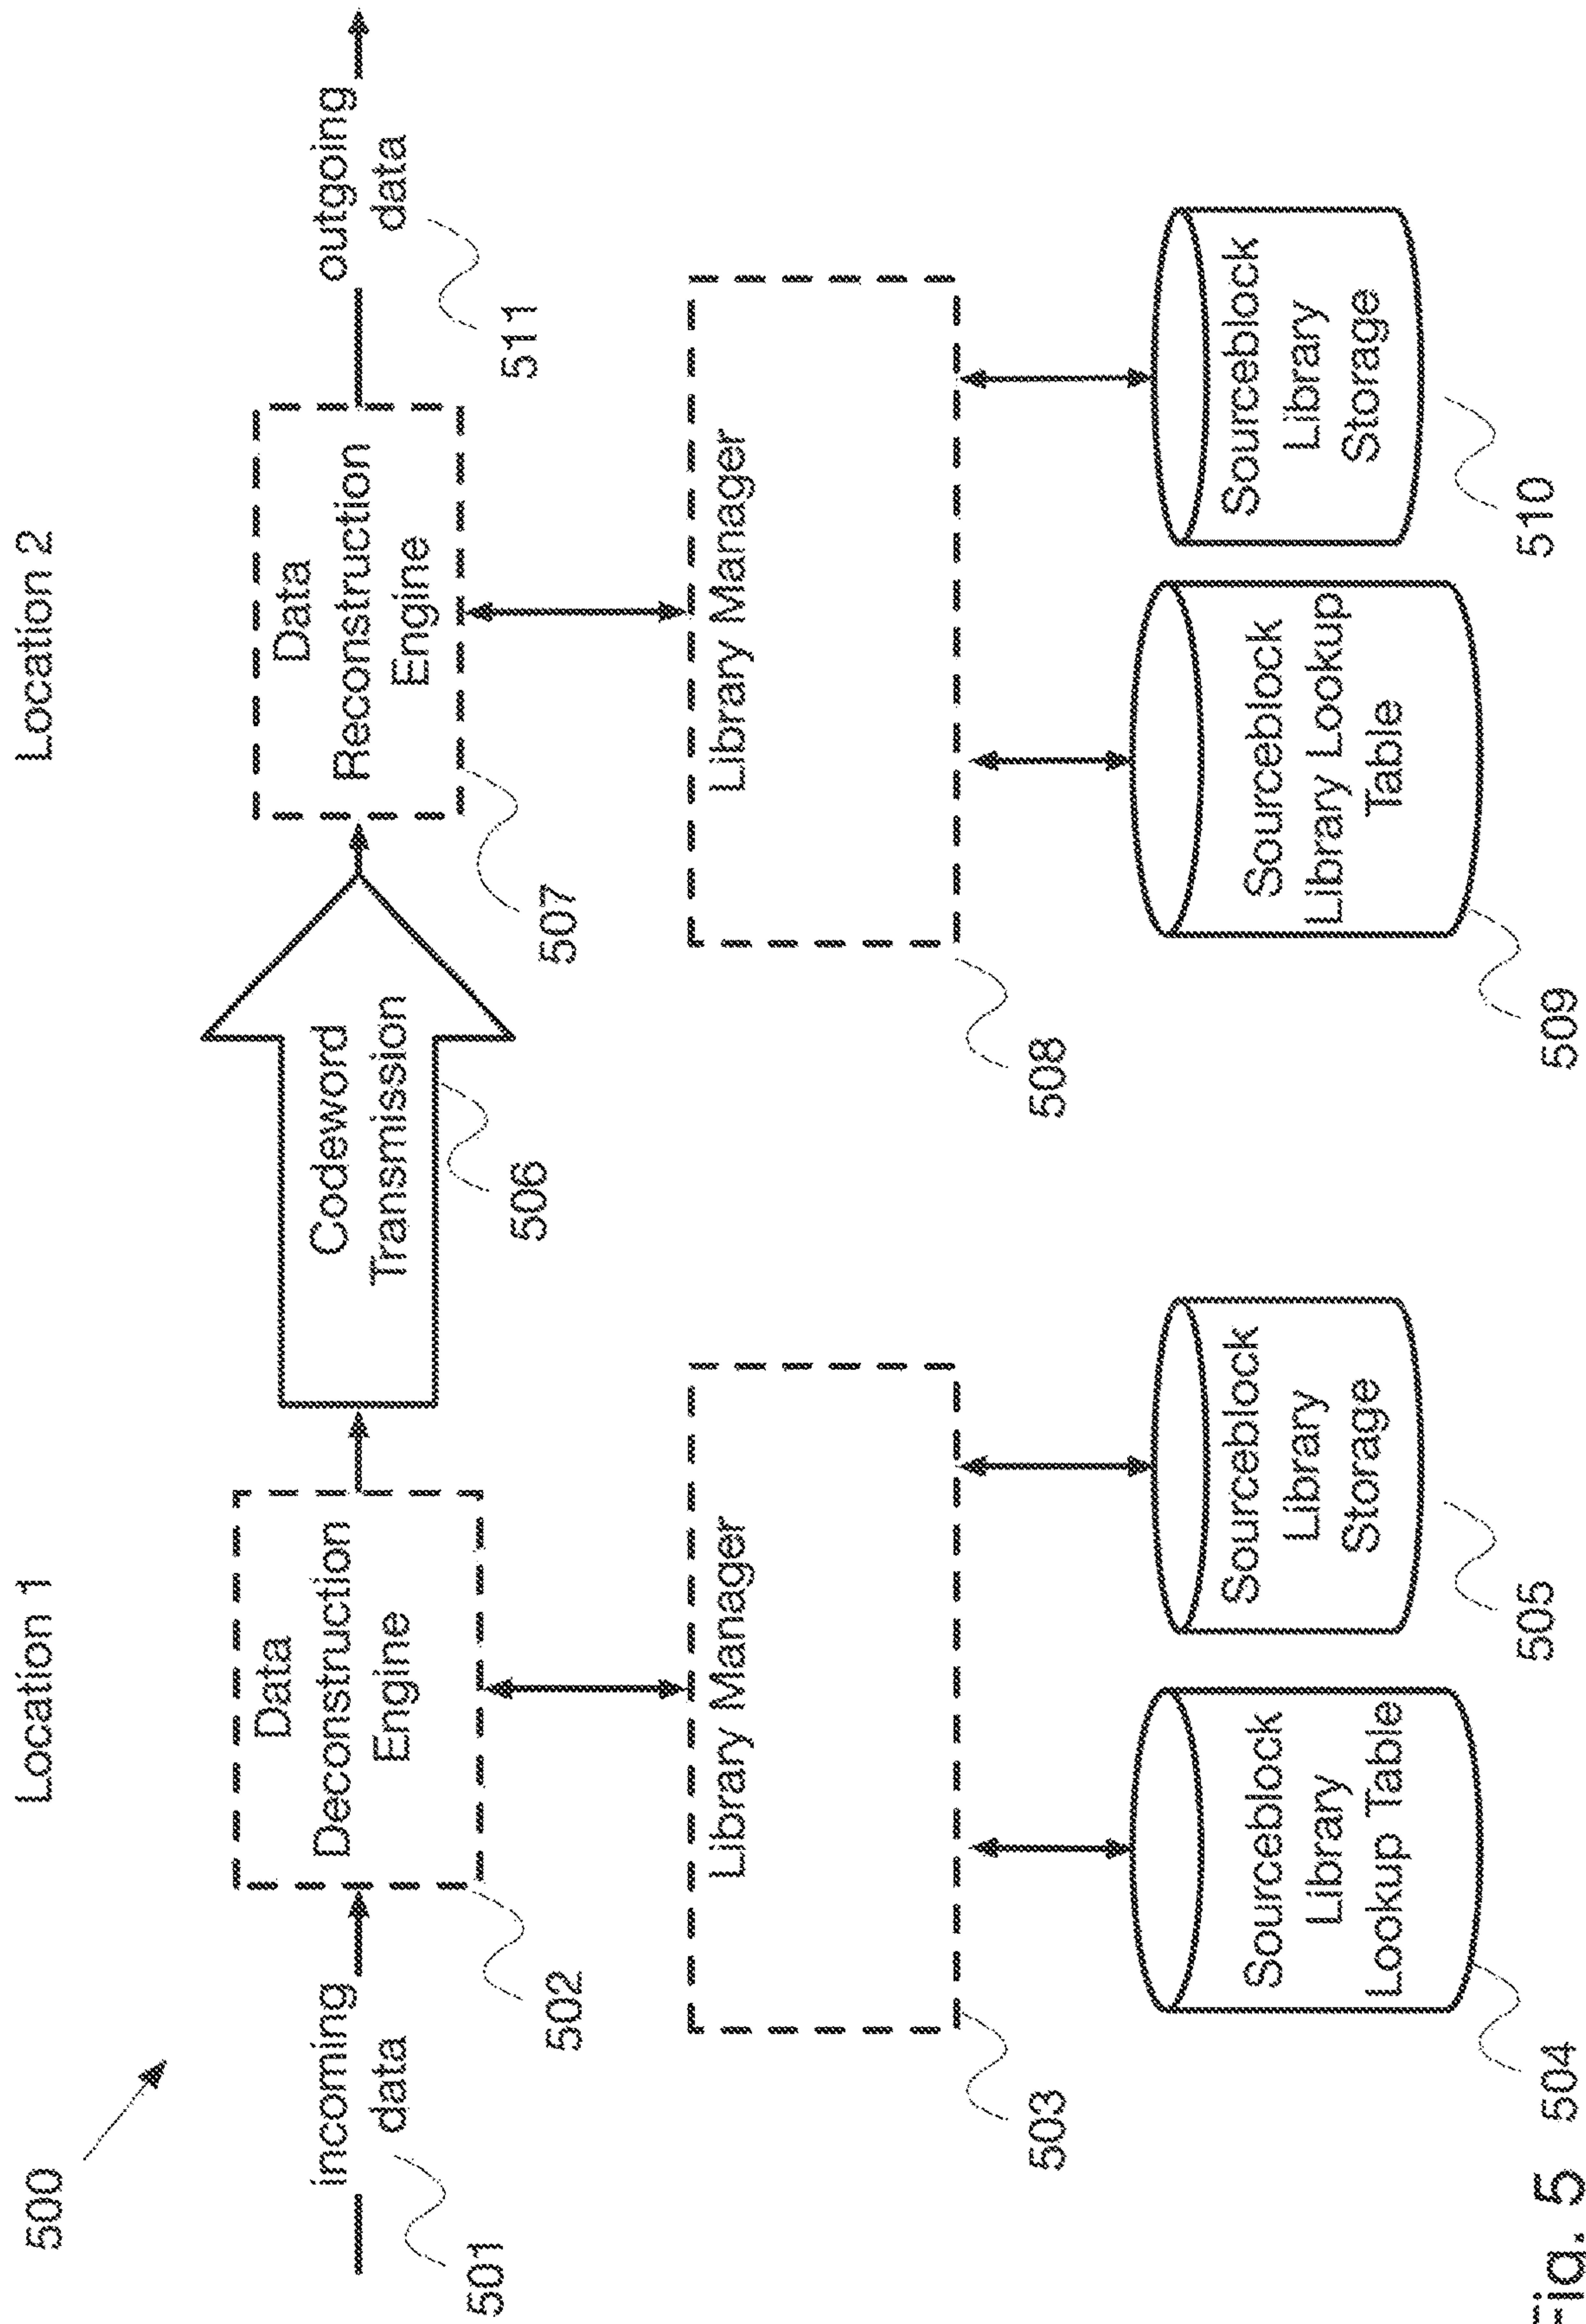 500
Location 1
Location 2
incoming
data
501
Data
Deconstruction
Engine
502
Codeword
Transmission
506
Data
Reconstruction
Engine
507
outgoing
data
511
Library Manager
503
Library Manager
508
Sourceblock
Library
Lookup Table
504
Sourceblock
Library
Storage
505
Sourceblock
Library Lookup
Table
509
Sourceblock
Library
Storage
510
Fig. 5